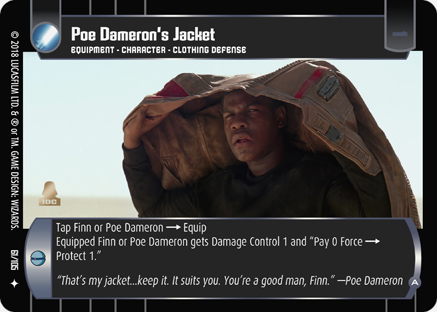 Poe Dameron's Jacket
EQUIPMENT - CHARACTER - CLOTHING DEFENSE
© 2018 LUCASFILM LTD. & ® or TM. GAME DESIGN: WIZARDS.
IDC
Tap Finn or Poe Dameron → Equip
Equipped Finn or Poe Dameron gets Damage Control 1 and “Pay 0 Force →
Protect 1.”
“That's my jacket...keep it. It suits you. You're a good man, Finn.” —Poe Dameron
A